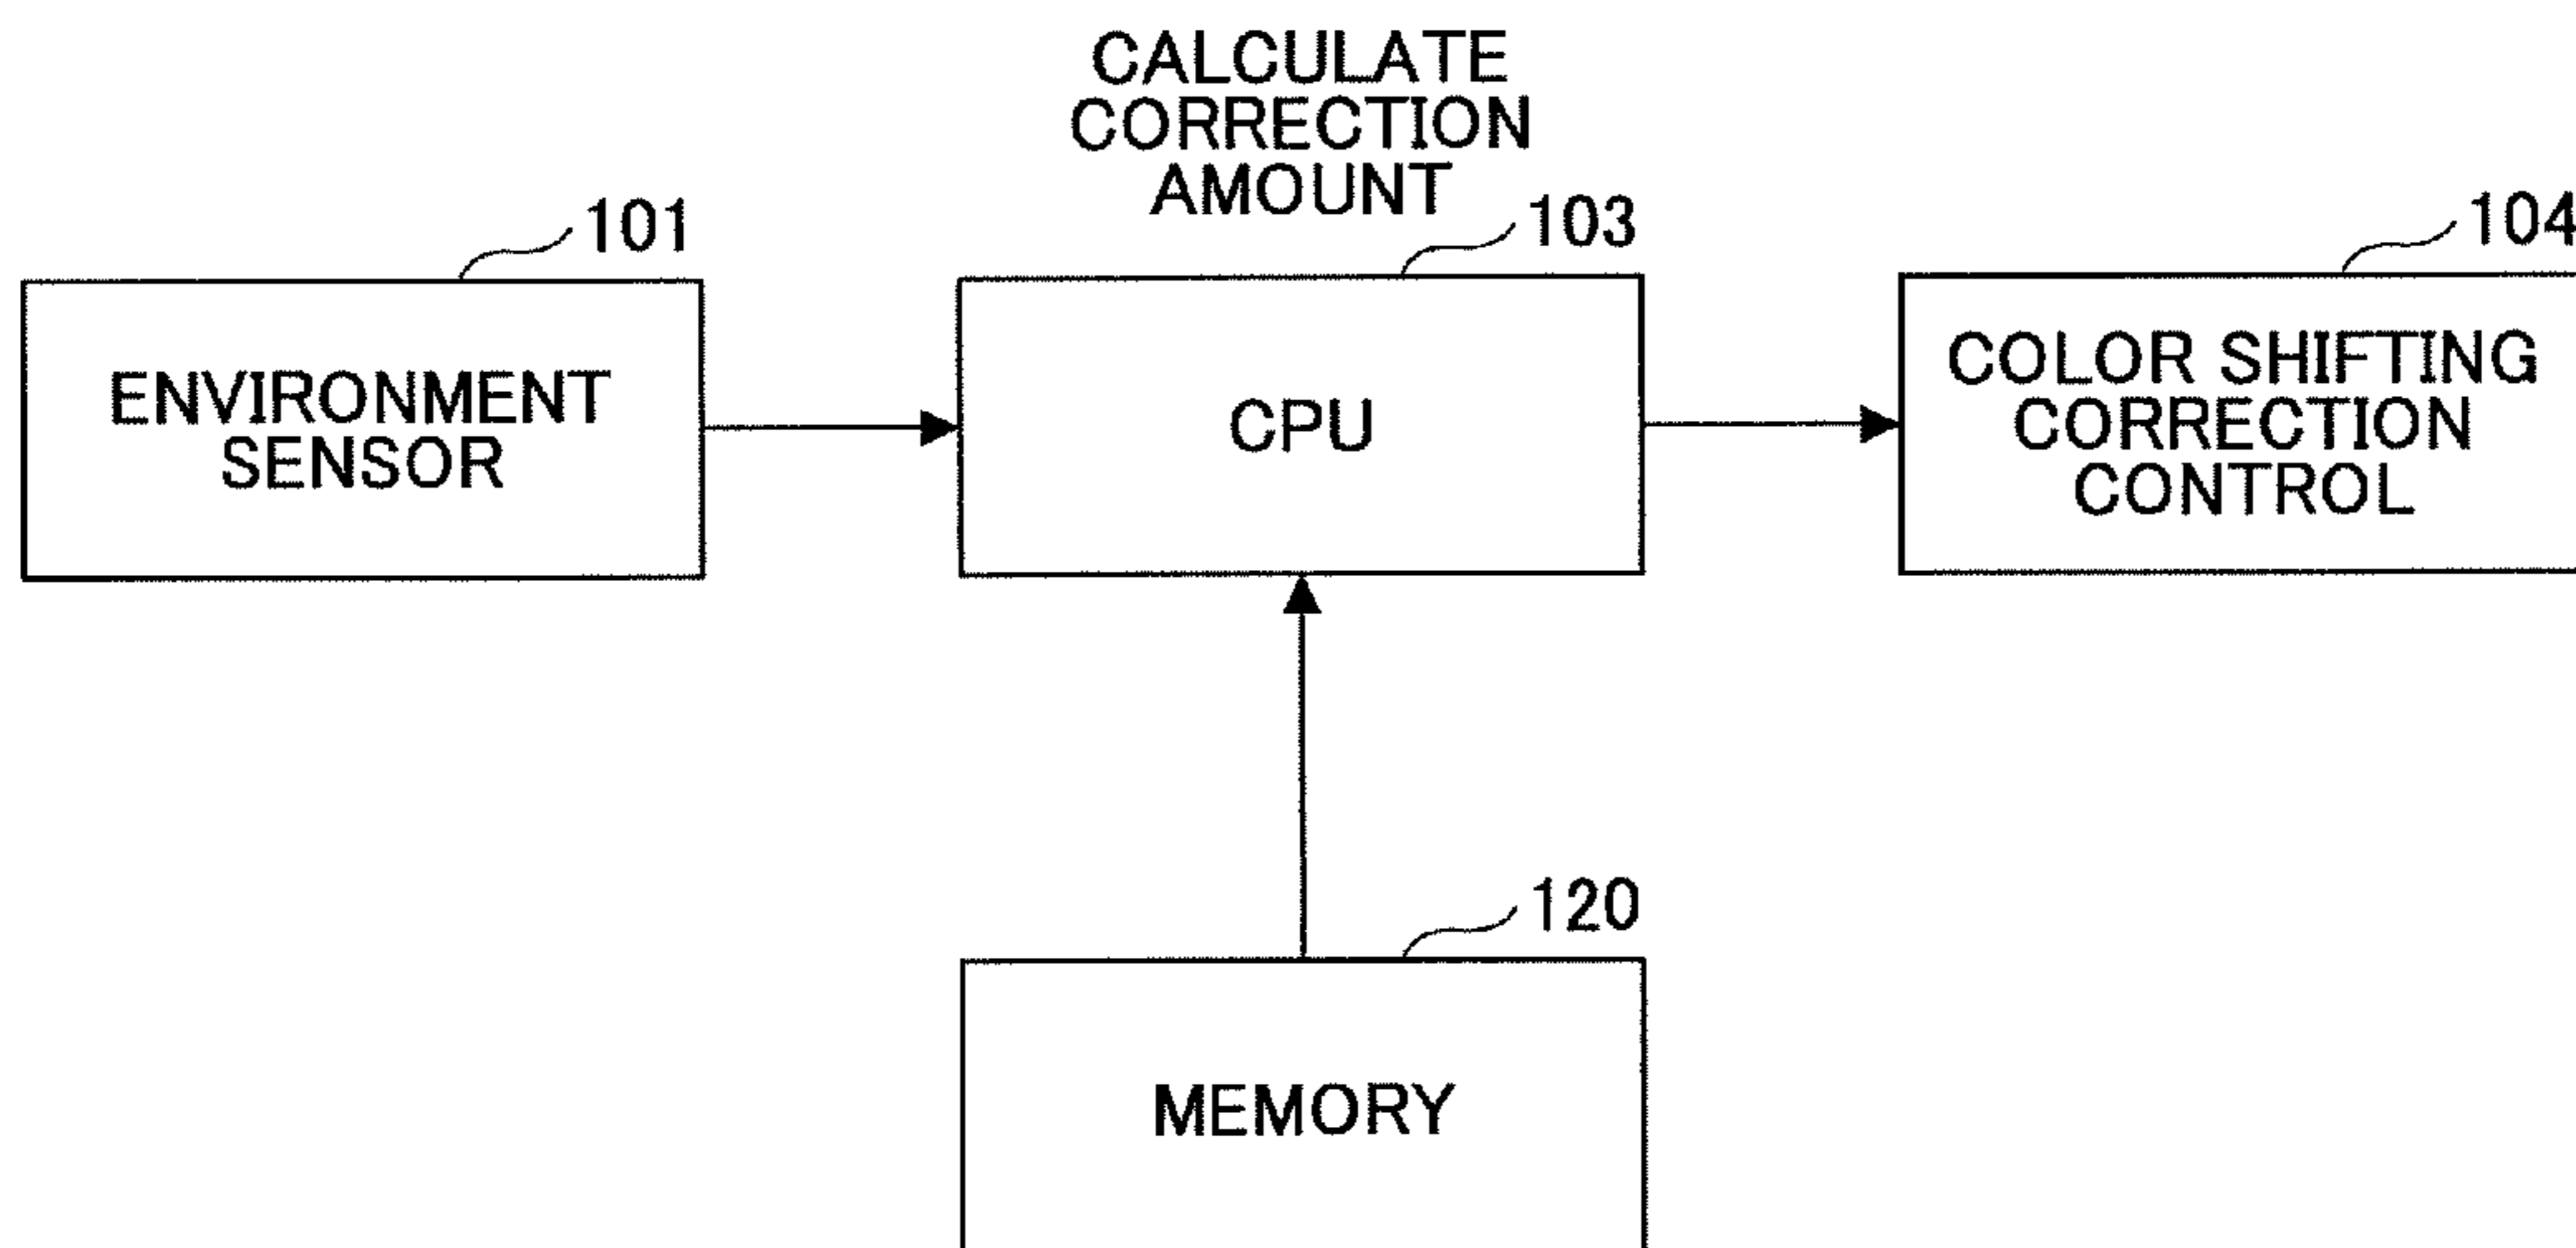 CALCULATE
CORRECTION
AMOUNT
101
103
104
ENVIRONMENT
SENSOR
CPU
COLOR SHIFTING
CORRECTION
CONTROL
120
MEMORY